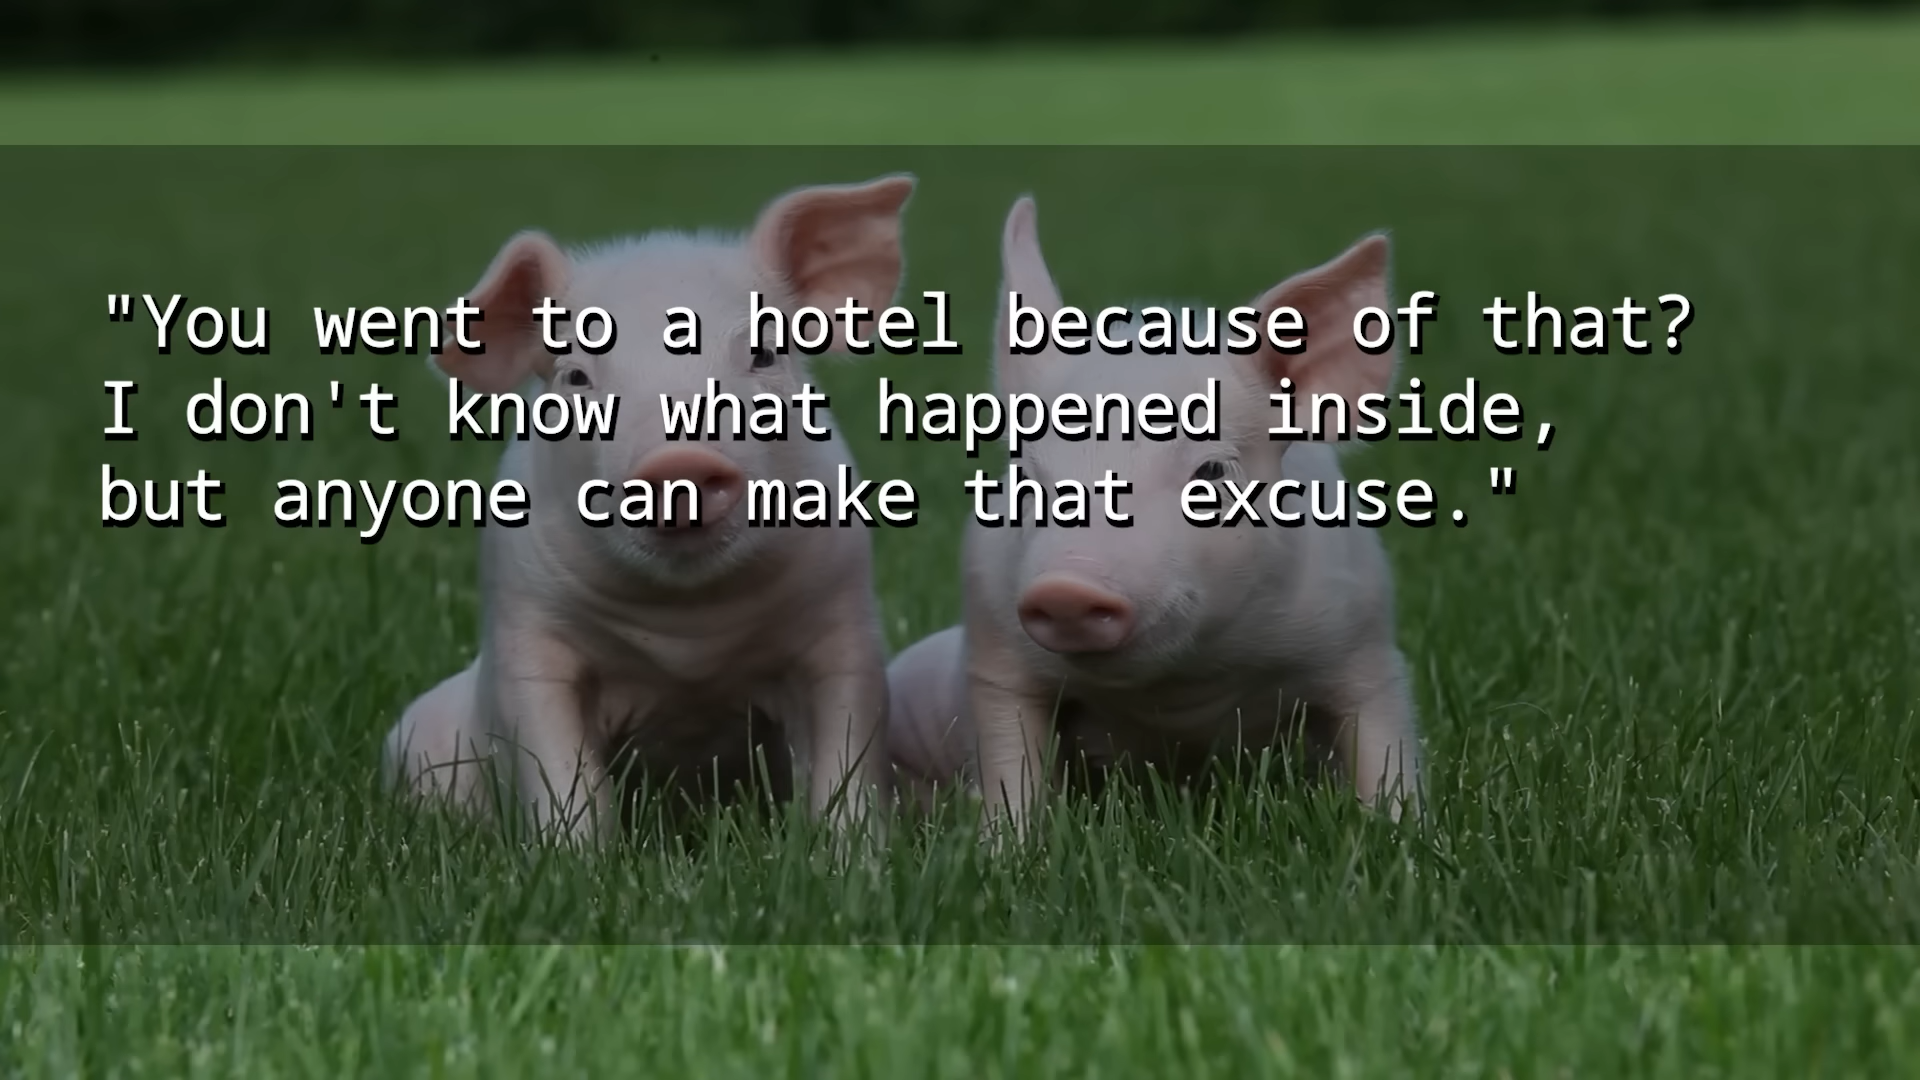 "You went to a hotel because of that?
I don't know what happened inside,
but anyone can make that excuse."